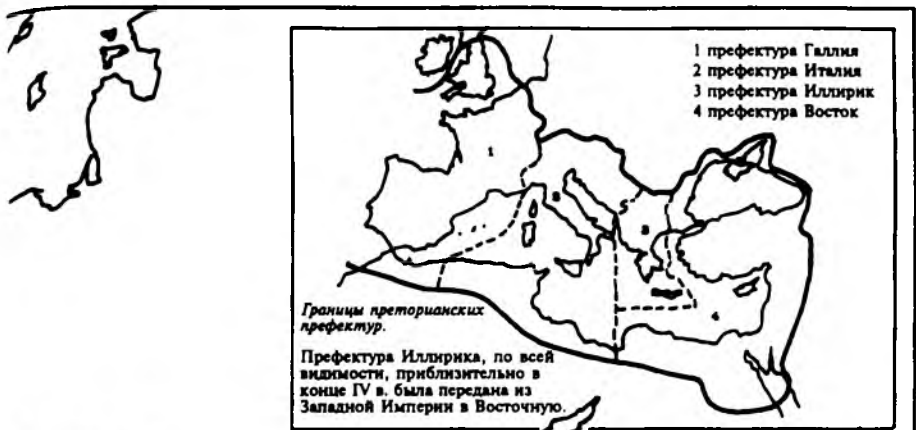 1 префектура Галлия
2 префектура Италия
3 префектура Иллирик
4 префектура Восток
1
2
3
4
Границы преторианских
префектур.
Префектура Иллирика, по всей
видимости, приблизительно в
конце IV в. была передана из
Западной Империи в Восточную.